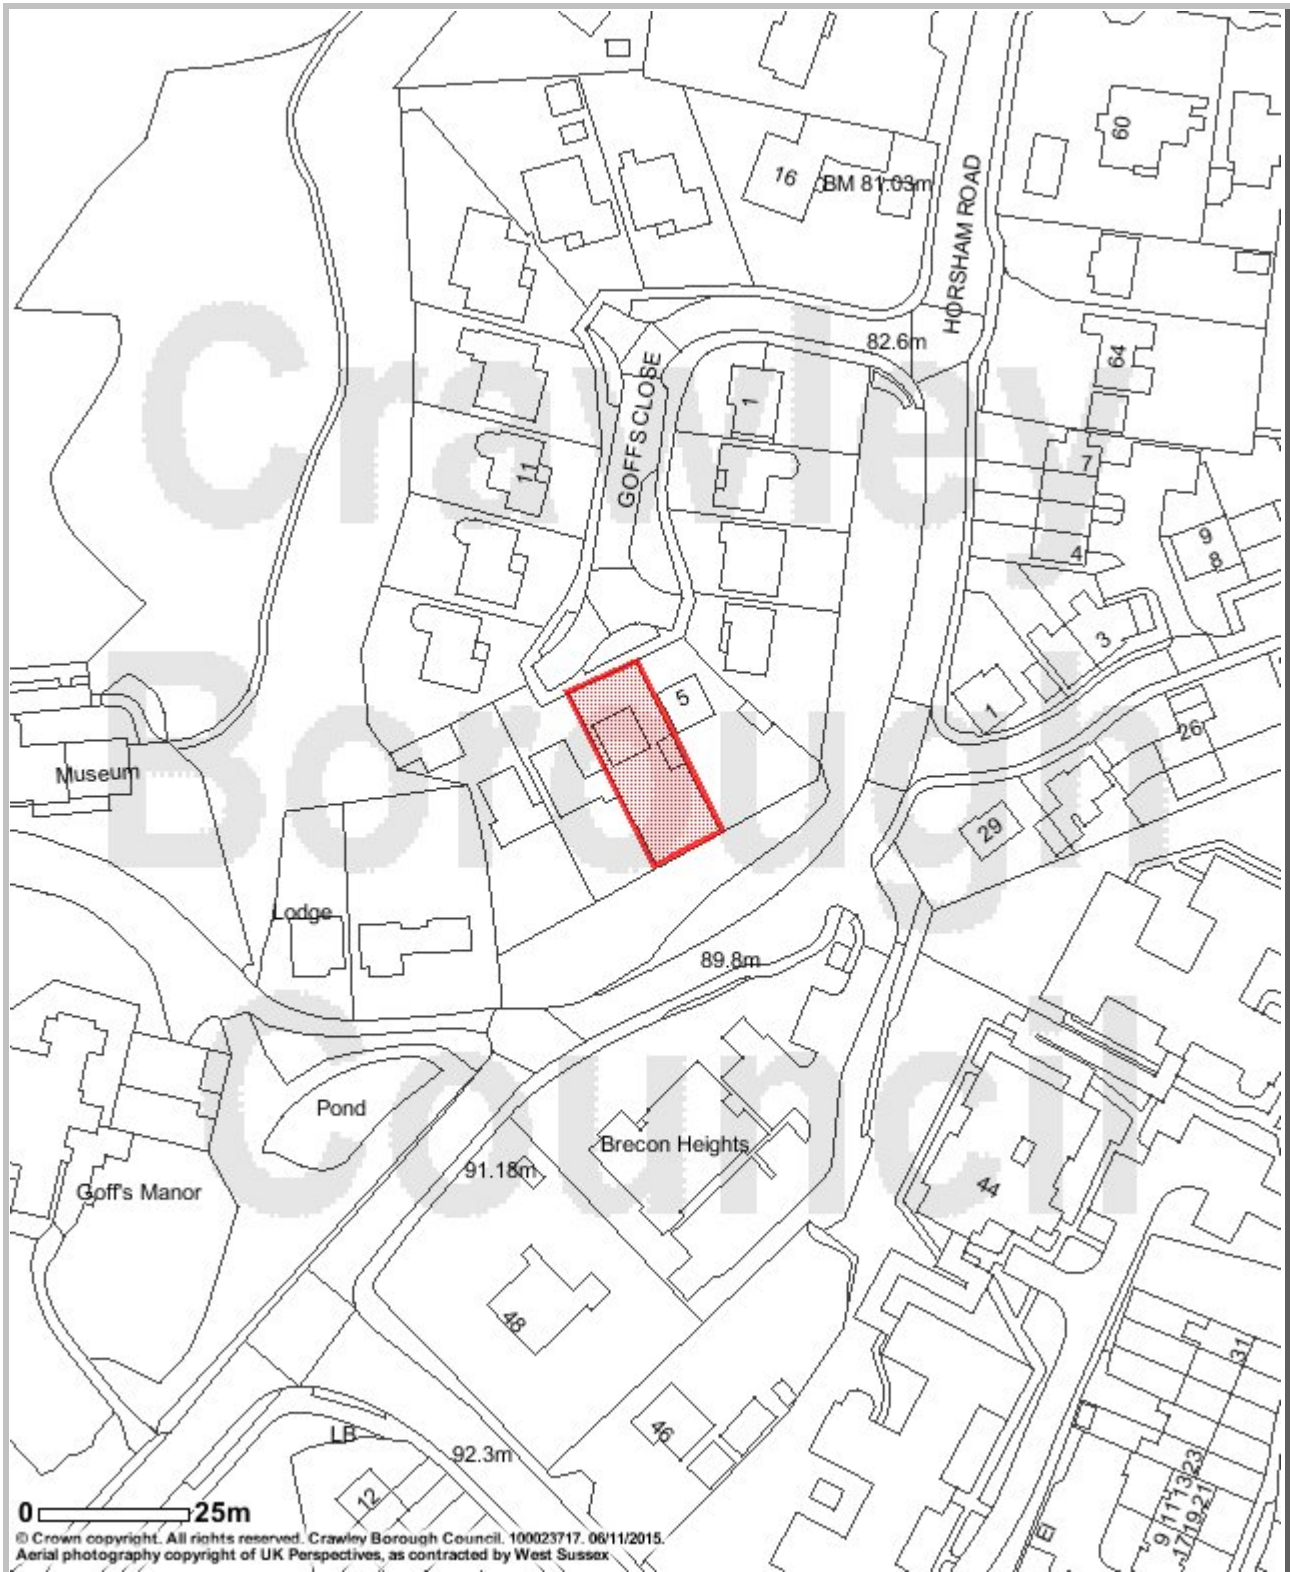 60
16
BM 81.03m
HORSHAM ROAD
82.6m
64
GOFFS CLOSE
1
11
7
9
8
4
3
5
1
26
Museum
29
Lodge
89.8m
Pond
Brecon Heights
91.18m
44
Goff's Manor
48
31
46
LB
92.3m
12
9 11 13 23
17 19 21
El
Crawley
Borough
Council
0 25m
© Crown copyright. All rights reserved. Crawley Borough Council. 100023717. 06/11/2015.
Aerial photography copyright of UK Perspectives, as contracted by West Sussex